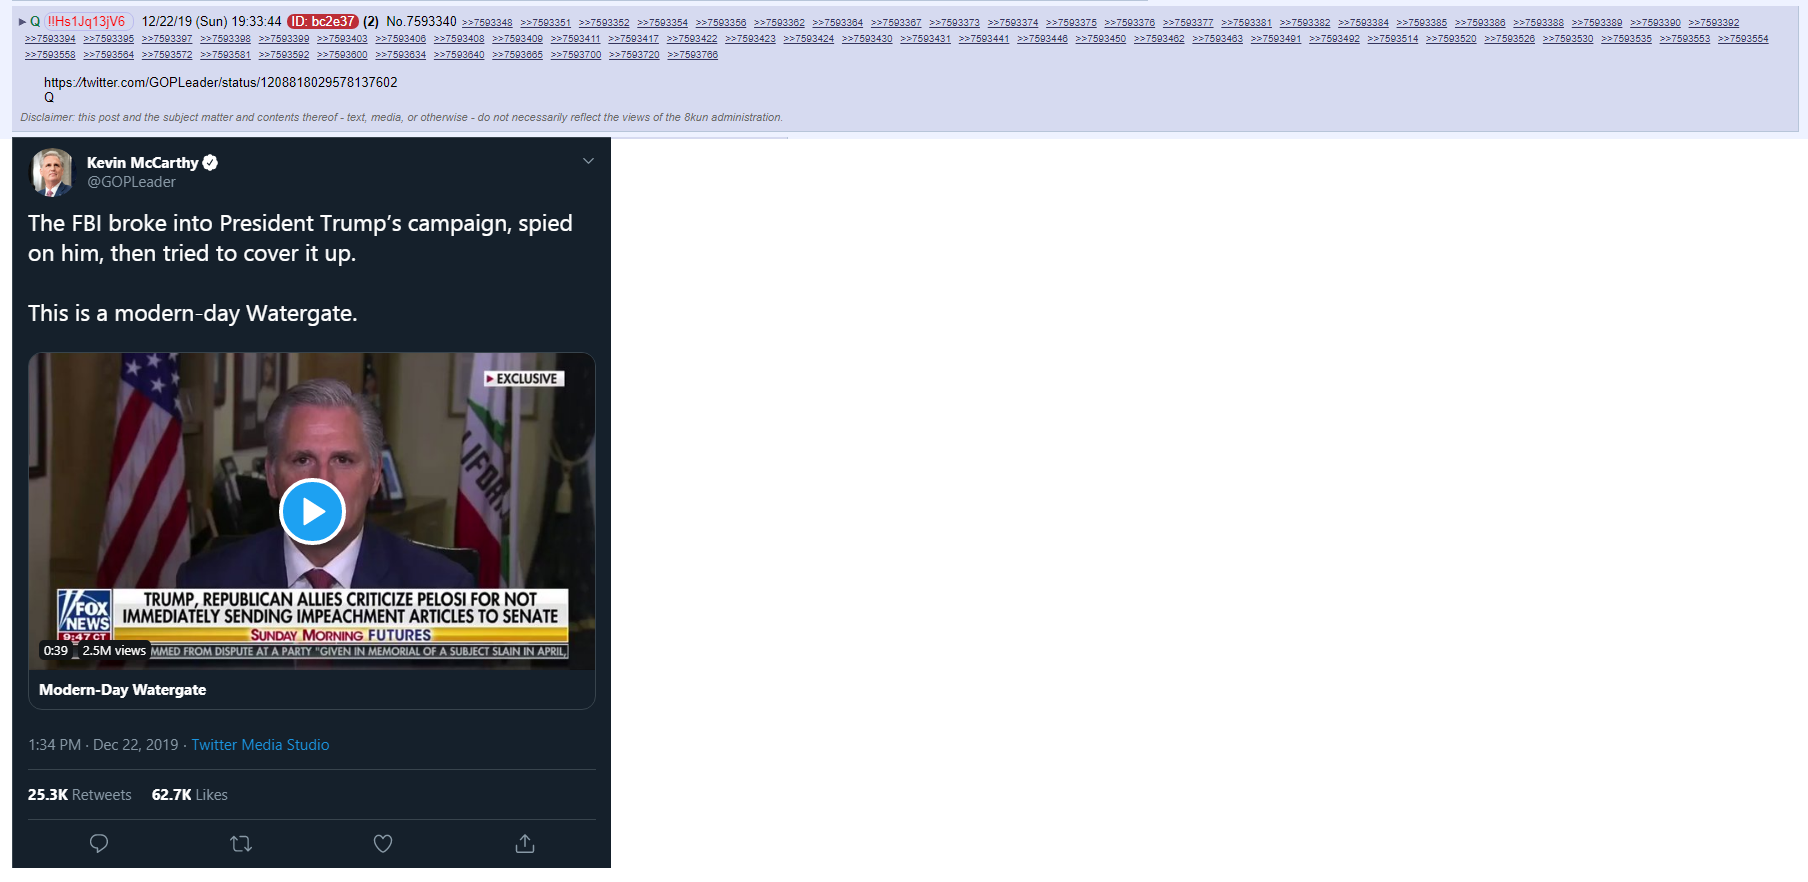 ▶ Q !!Hs1Jq13jV6 12/22/19 (Sun) 19:33:44 ID: bc2e37 (2) No.7593340 >>7593348 >>7593351 >>7593352 >>7593354 >>7593356 >>7593362 >>7593364 >>7593367 >>7593373 >>7593374 >>7593375 >>7593376 >>7593377 >>7593381 >>7593382 >>7593384 >>7593385 >>7593386 >>7593388 >>7593389 >>7593390 >>7593392
>>7593394 >>7593395 >>7593397 >>7593398 >>7593399 >>7593403 >>7593406 >>7593408 >>7593409 >>7593411 >>7593417 >>7593422 >>7593423 >>7593424 >>7593430 >>7593431 >>7593441 >>7593446 >>7593450 >>7593462 >>7593463 >>7593491 >>7593492 >>7593514 >>7593520 >>7593526 >>7593530 >>7593535 >>7593553 >>7593554
>>7593558 >>7593564 >>7593572 >>7593581 >>7593592 >>7593600 >>7593634 >>7593640 >>7593665 >>7593700 >>7593720 >>7593766
https://twitter.com/GOPLeader/status/1208818029578137602
Q
Disclaimer: this post and the subject matter and contents thereof - text, media, or otherwise - do not necessarily reflect the views of the 8kun administration.
Kevin McCarthy
@GOPLeader
The FBI broke into President Trump's campaign, spied
on him, then tried to cover it up.
This is a modern-day Watergate.
EXCLUSIVE
IFORN
FOX
NEWS
9:47 CT
TRUMP, REPUBLICAN ALLIES CRITICIZE PELOSI FOR NOT
IMMEDIATELY SENDING IMPEACHMENT ARTICLES TO SENATE
SUNDAY MORNING FUTURES
0:39 2.5M views MMED FROM DISPUTE AT A PARTY "GIVEN IN MEMORIAL OF A SUBJECT SLAIN IN APRIL,
Modern-Day Watergate
1:34 PM · Dec 22, 2019 · Twitter Media Studio
25.3K Retweets 62.7K Likes